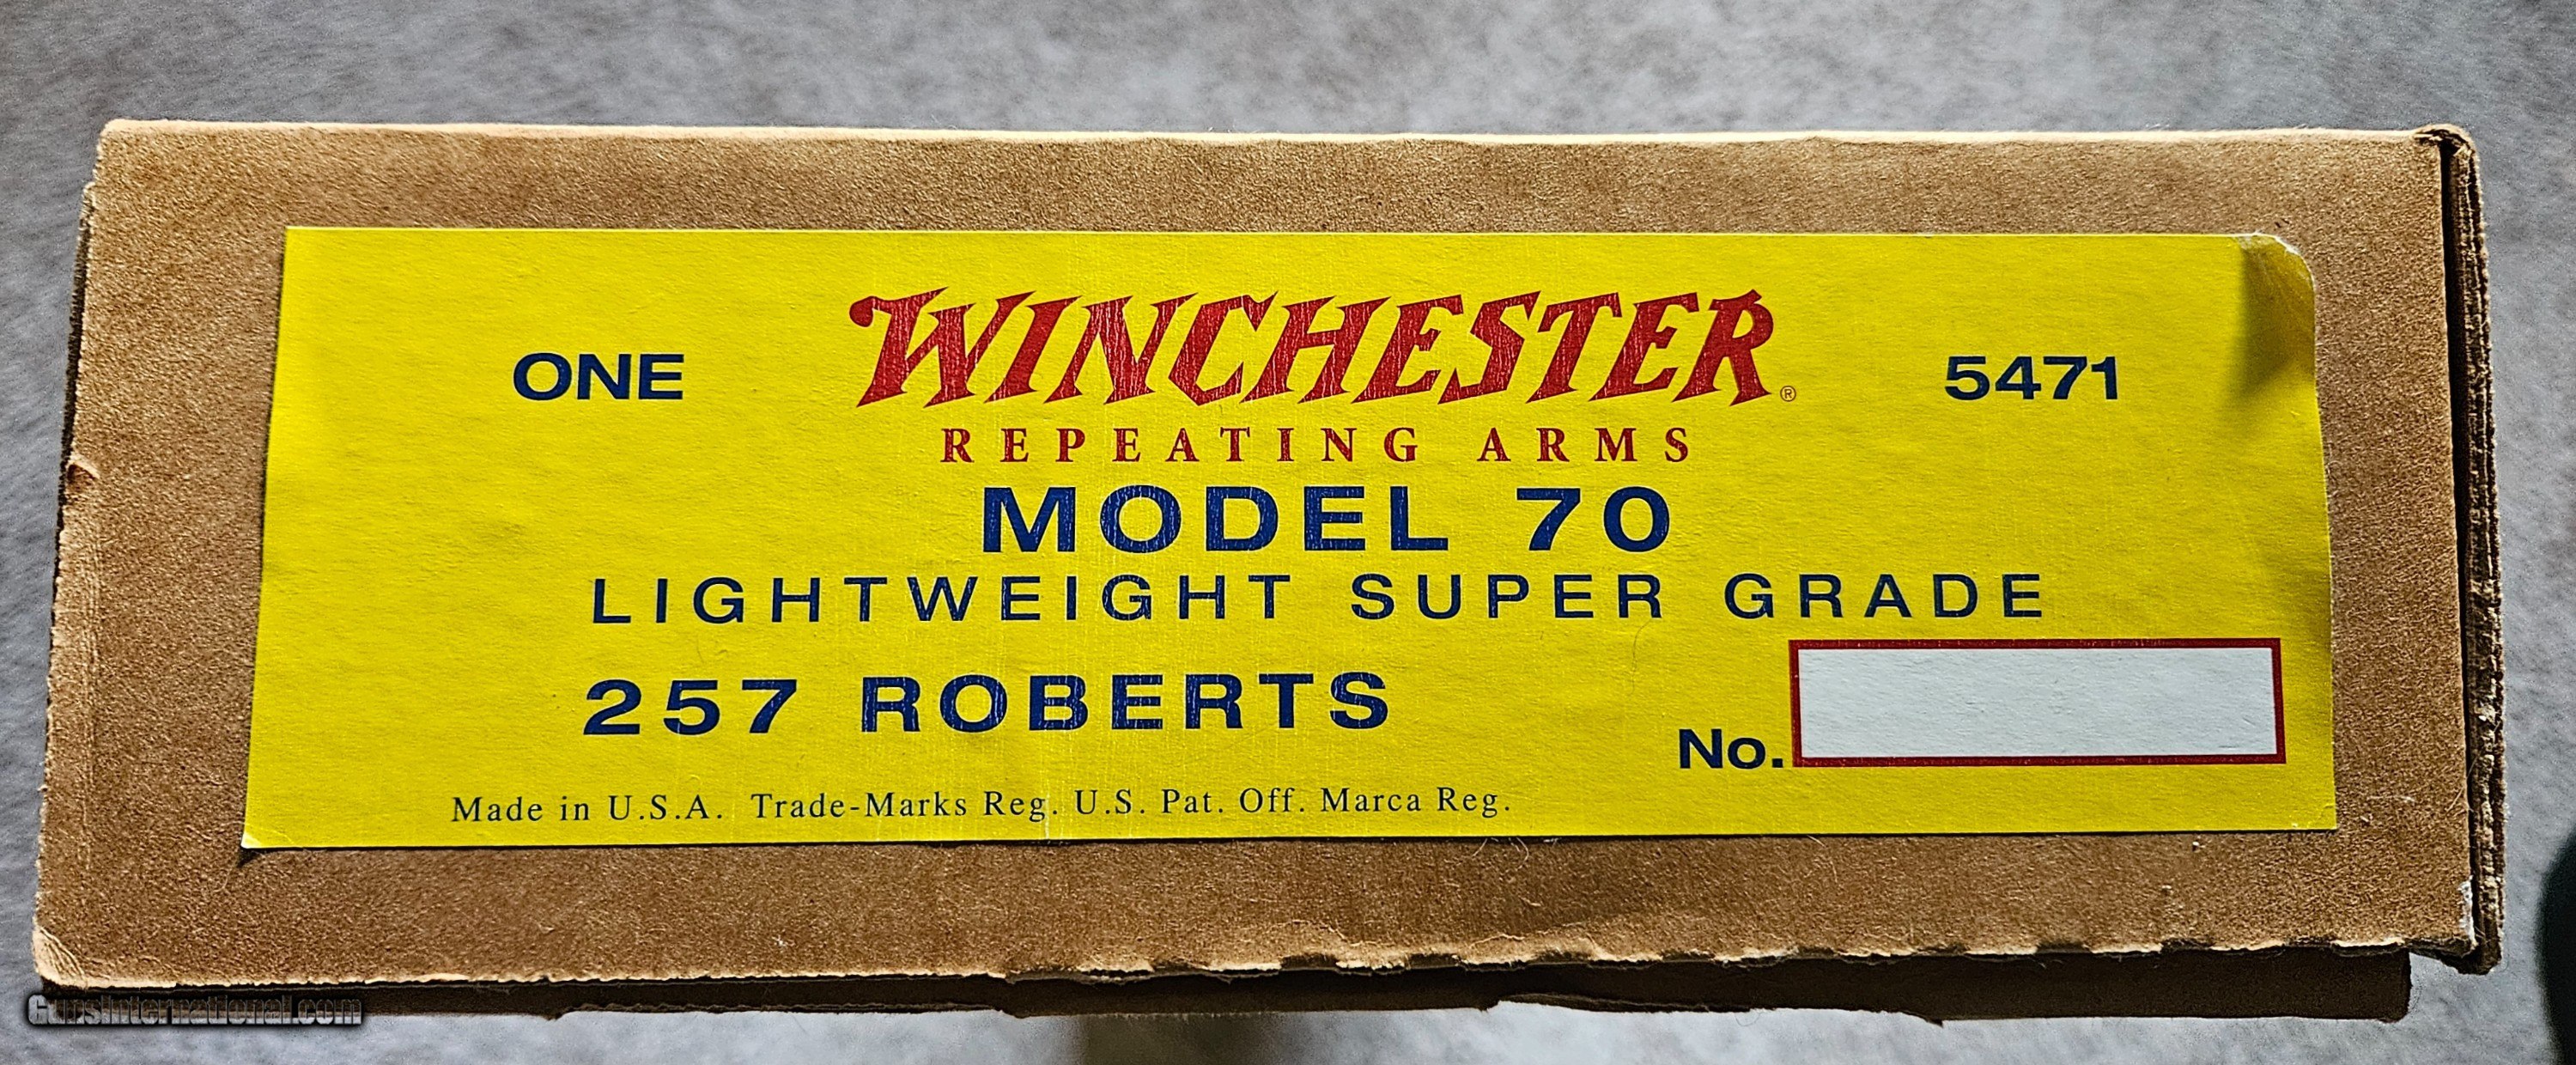 ONE WINCHESTER® 5471
REPEATING ARMS
MODEL 70
LIGHTWEIGHT SUPER GRADE
257 ROBERTS
No.
Made in U.S.A. Trade-Marks Reg. U.S. Pat. Off. Marca Reg.
GunsInternational.com